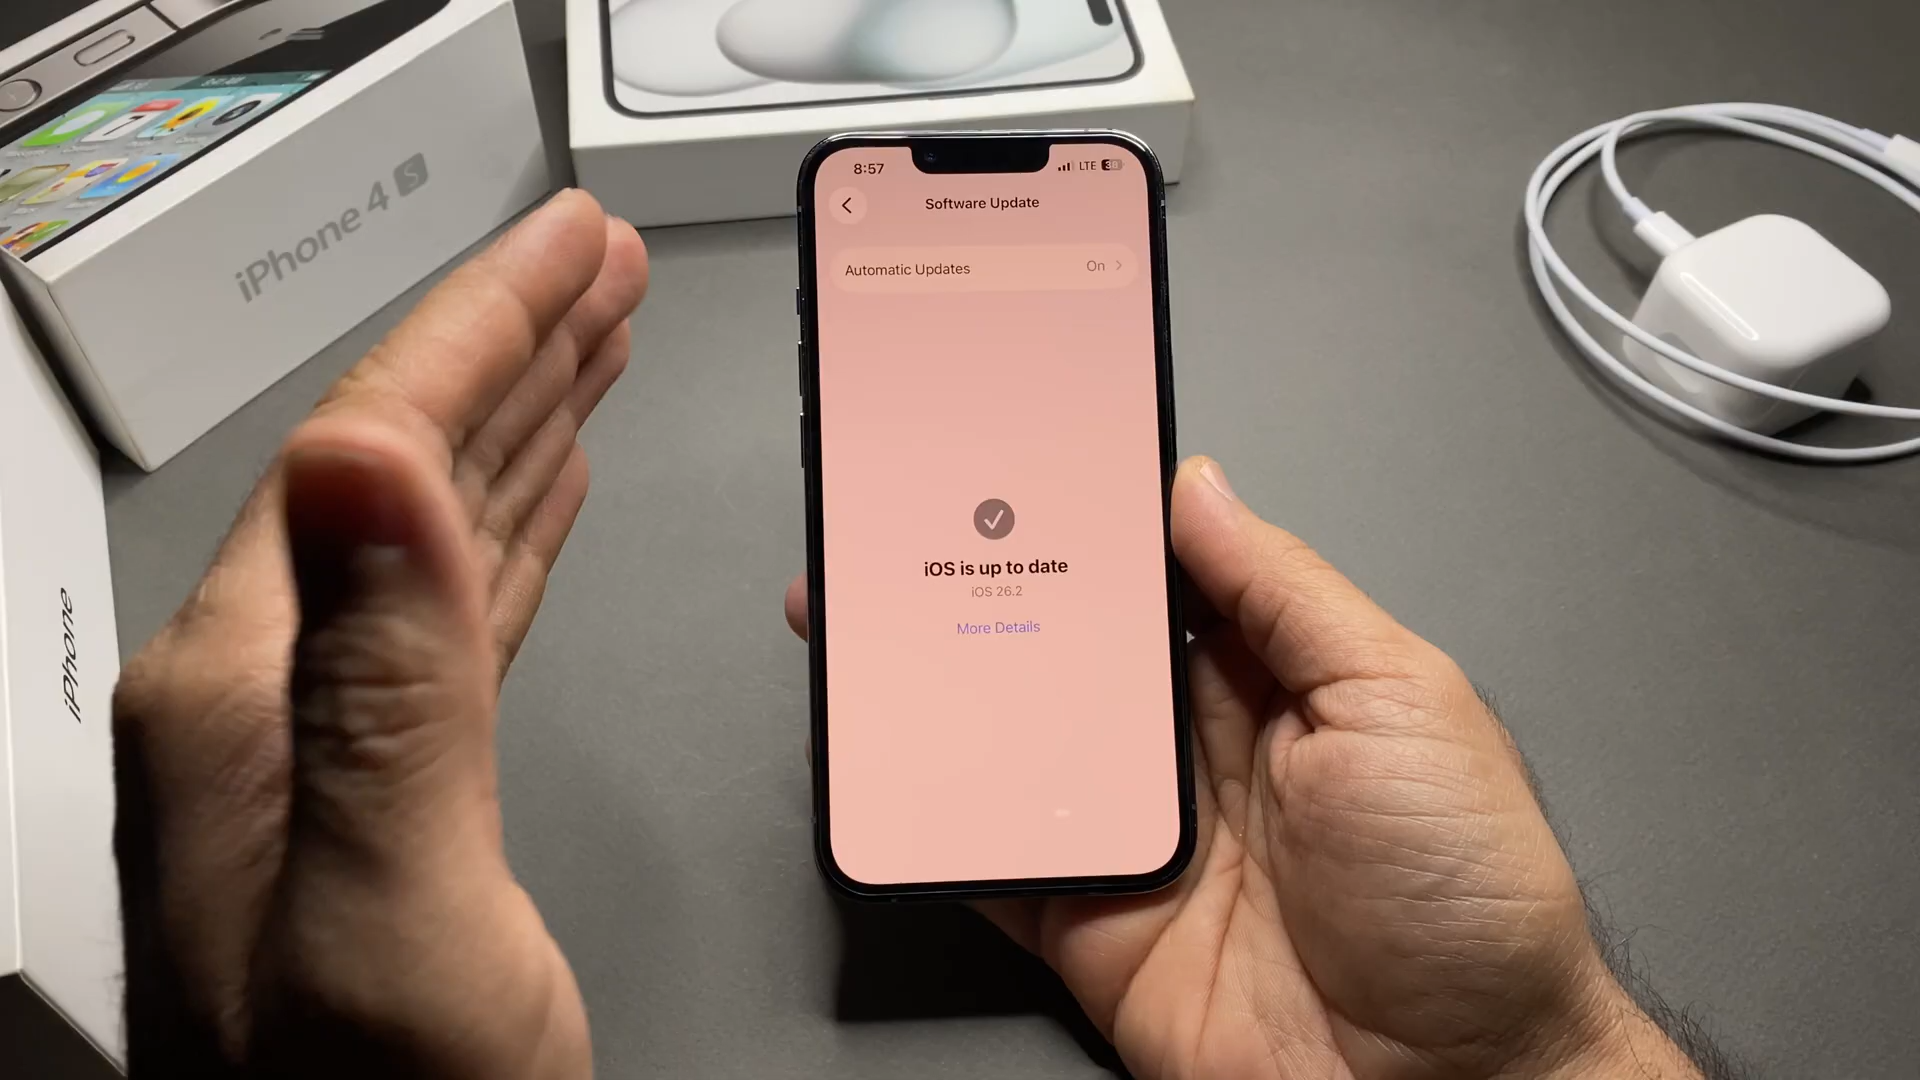 iPhone 4S
iPhone
8:57
LTE
Software Update
Automatic Updates
On
iOS is up to date
iOS 26.2
More Details